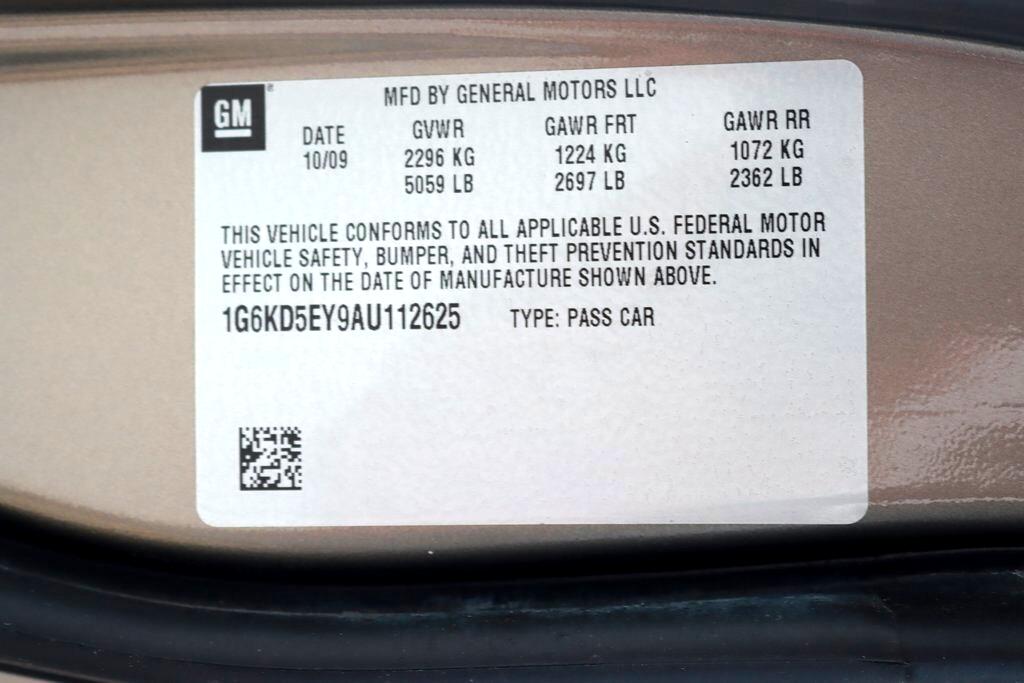 GM
MFD BY GENERAL MOTORS LLC
DATE GVWR GAWR FRT GAWR RR
10/09 2296 KG 1224 KG 1072 KG
5059 LB 2697 LB 2362 LB
THIS VEHICLE CONFORMS TO ALL APPLICABLE U.S. FEDERAL MOTOR
VEHICLE SAFETY, BUMPER, AND THEFT PREVENTION STANDARDS IN
EFFECT ON THE DATE OF MANUFACTURE SHOWN ABOVE.
1G6KD5EY9AU112625 TYPE: PASS CAR